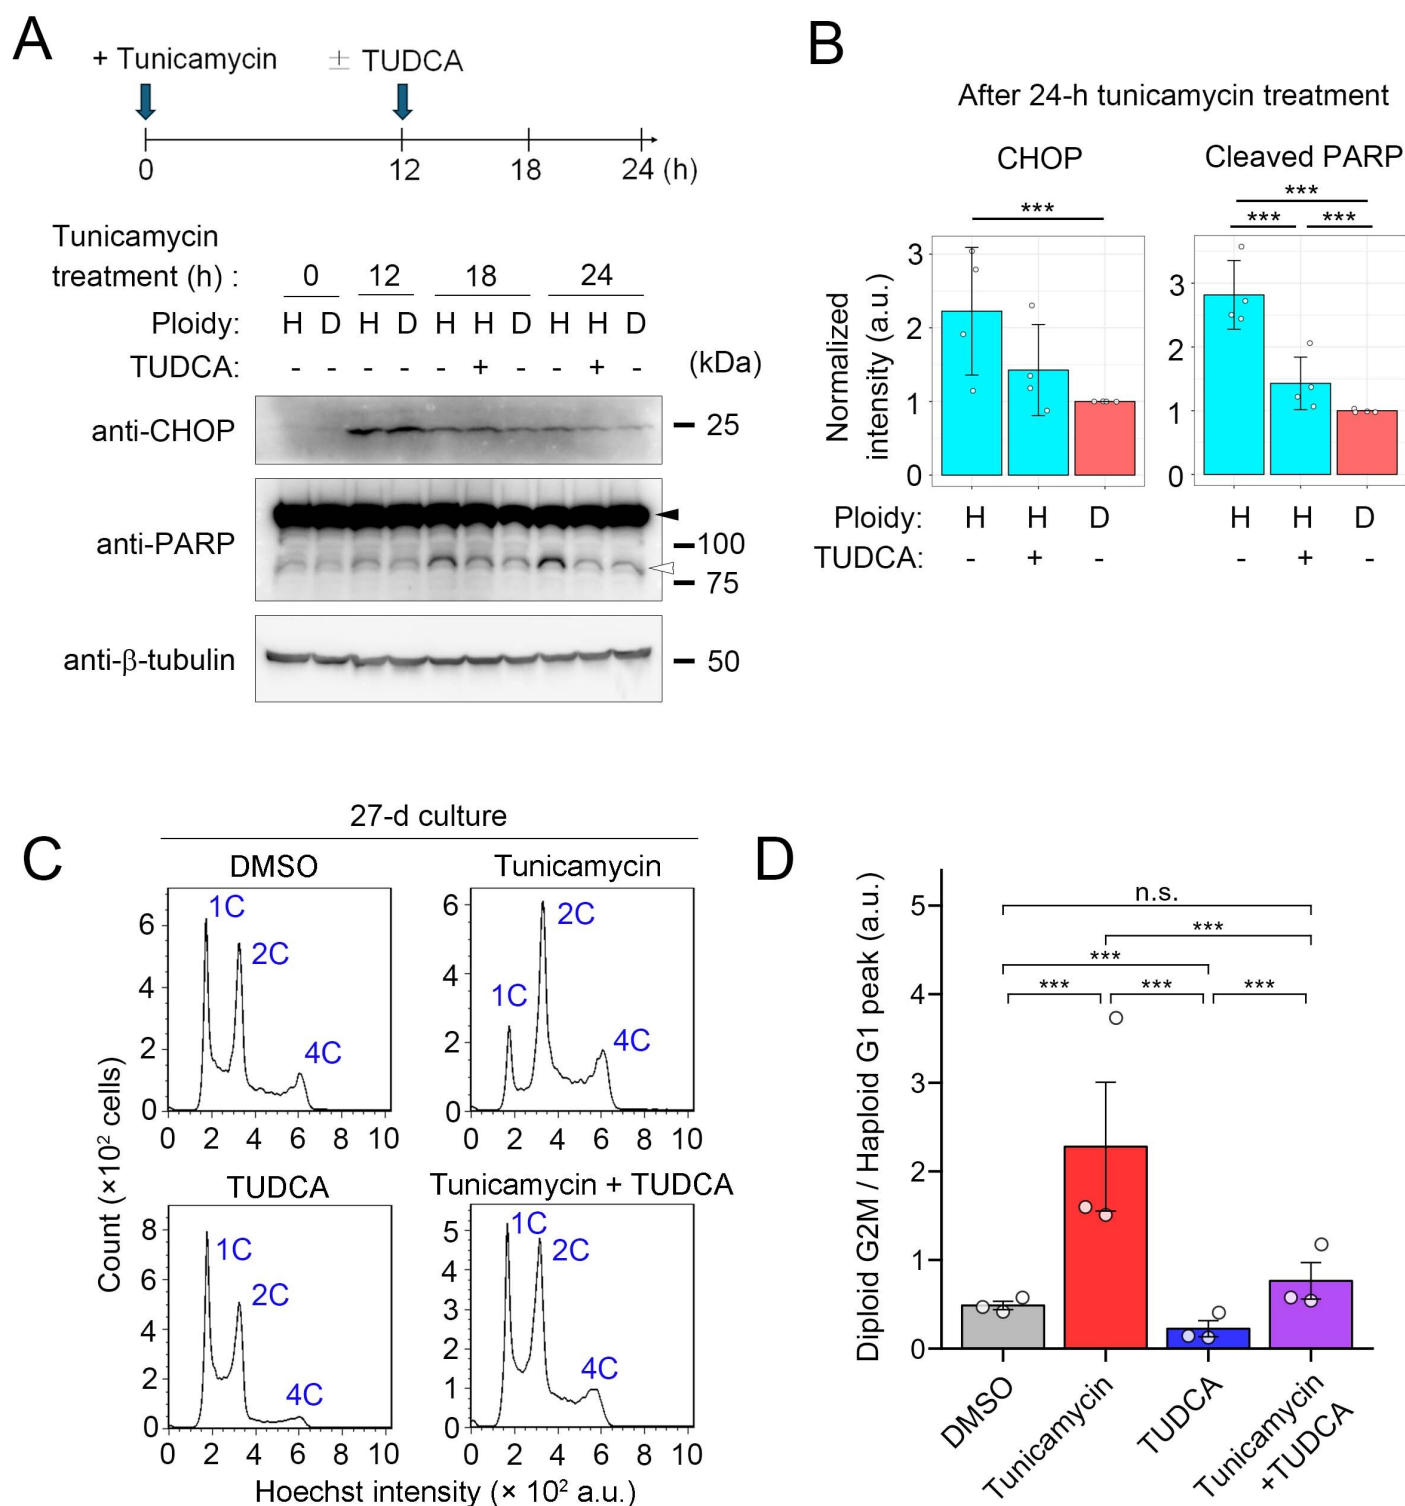 A
+ Tunicamycin ± TUDCA
0 12 18 24 (h)
Tunicamycin
treatment (h) : 0 12 18 24
Ploidy: H D H D H H D H H D
TUDCA: - - - - - + - - + - (kDa)
anti-CHOP 25
anti-PARP 100
75
anti-β-tubulin 50
B
After 24-h tunicamycin treatment
CHOP
***
Normalized
intensity (a.u.)
3
2
1
0
Cleaved PARP
***
*** ***
3
2
1
0
Ploidy: H H D H H D
TUDCA: - + - - + -
C
27-d culture
Count (×10² cells)
DMSO
1C
2C
4C
6
4
2
0
0 2 4 6 8 10
Tunicamycin
2C
1C
4C
6
4
2
0
0 2 4 6 8 10
TUDCA
1C
2C
4C
8
6
4
2
0
0 2 4 6 8 10
Tunicamycin + TUDCA
1C
2C
4C
5
4
3
2
1
0
0 2 4 6 8 10
Hoechst intensity (× 10² a.u.)
D
Diploid G2M / Haploid G1 peak (a.u.)
5
4
3
2
1
0
n.s.
***
***
*** *** ***
DMSO
Tunicamycin
TUDCA
Tunicamycin
+TUDCA